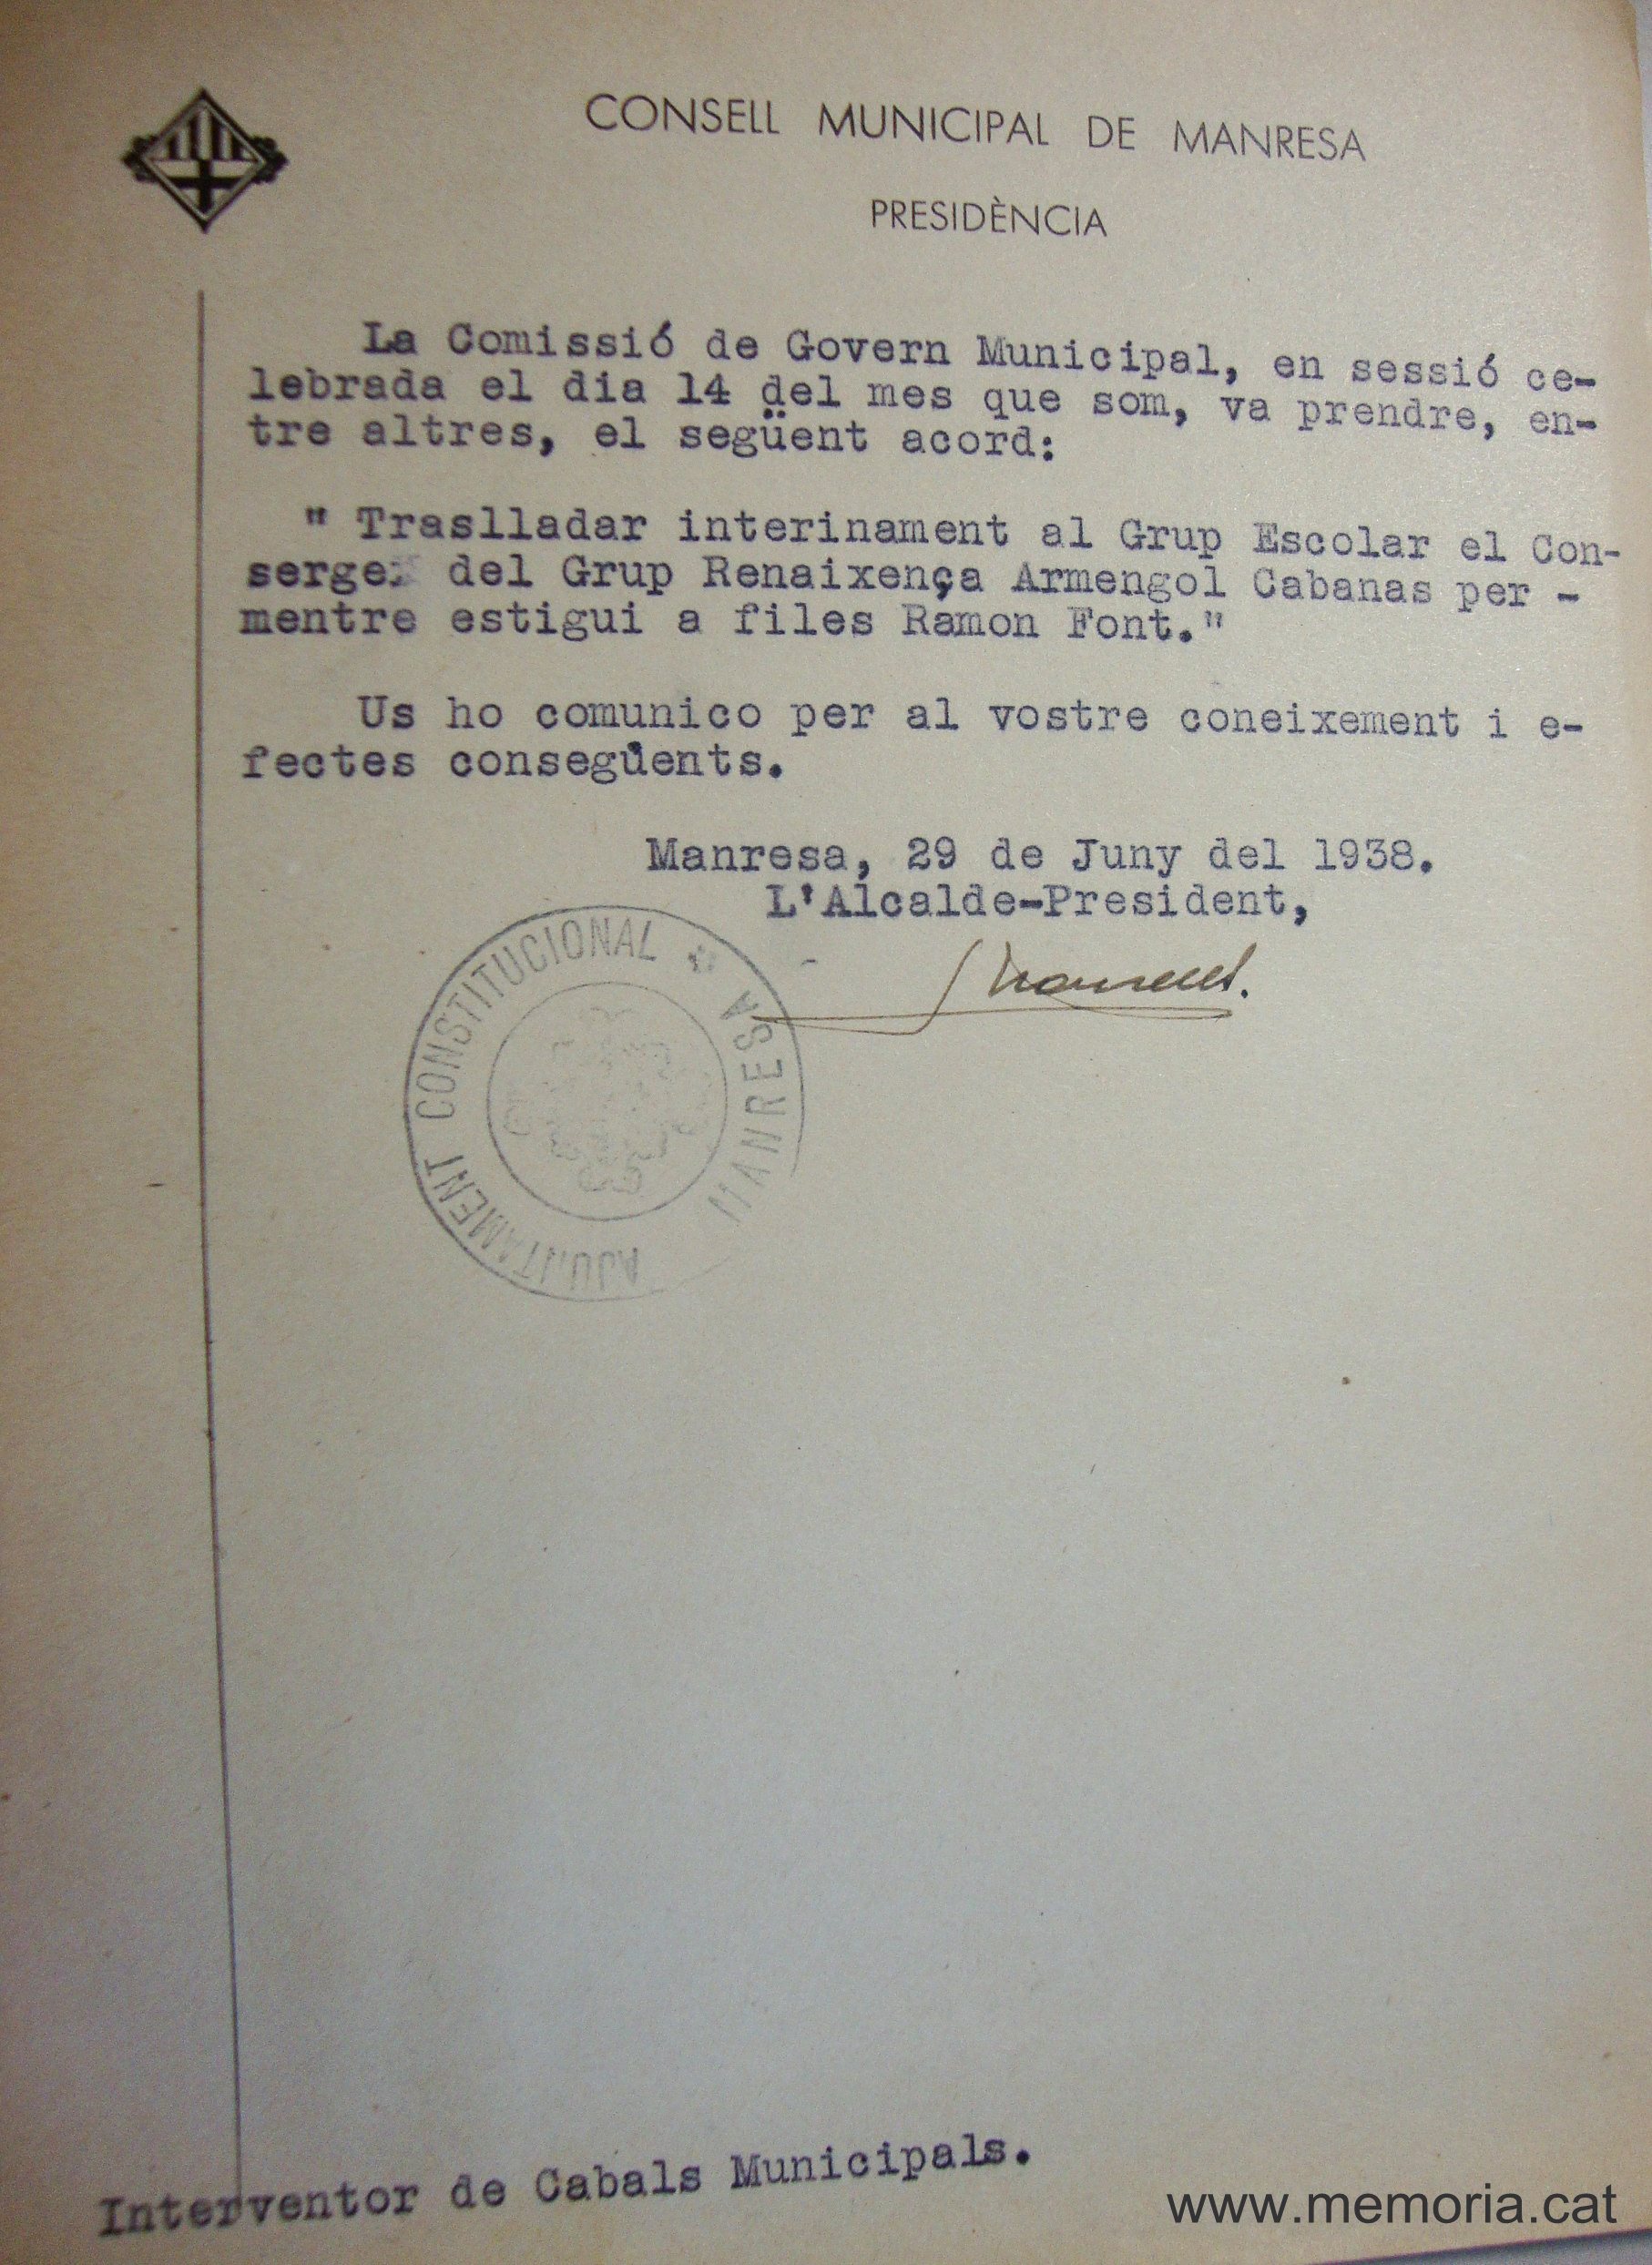 CONSELL MUNICIPAL DE MANRESA
PRESIDÈNCIA
La Comissió de Govern Municipal, en sessió ce-
lebrada el dia 14 del mes que som, va prendre, en-
tre altres, el següent acord:
" Traslladar interinament al Grup Escolar el Con-
serge del Grup Renaixença Armengol Cabanas per -
mentre estigui a files Ramon Font."
Us ho comunico per al vostre coneixement i e-
fectes consegüents.
Manresa, 29 de Juny del 1938.
L'Alcalde-President,
AJUNTAMENT CONSTITUCIONAL
MANRESA
Interventor de Cabals Municipals.
www.memoria.cat